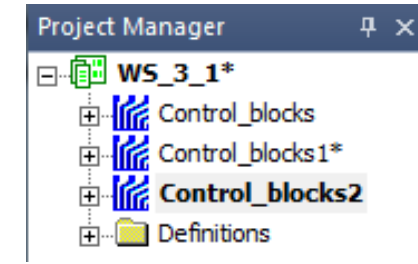 Project Manager
WS_3_1*
Control_blocks
Control_blocks1*
Control_blocks2
Definitions